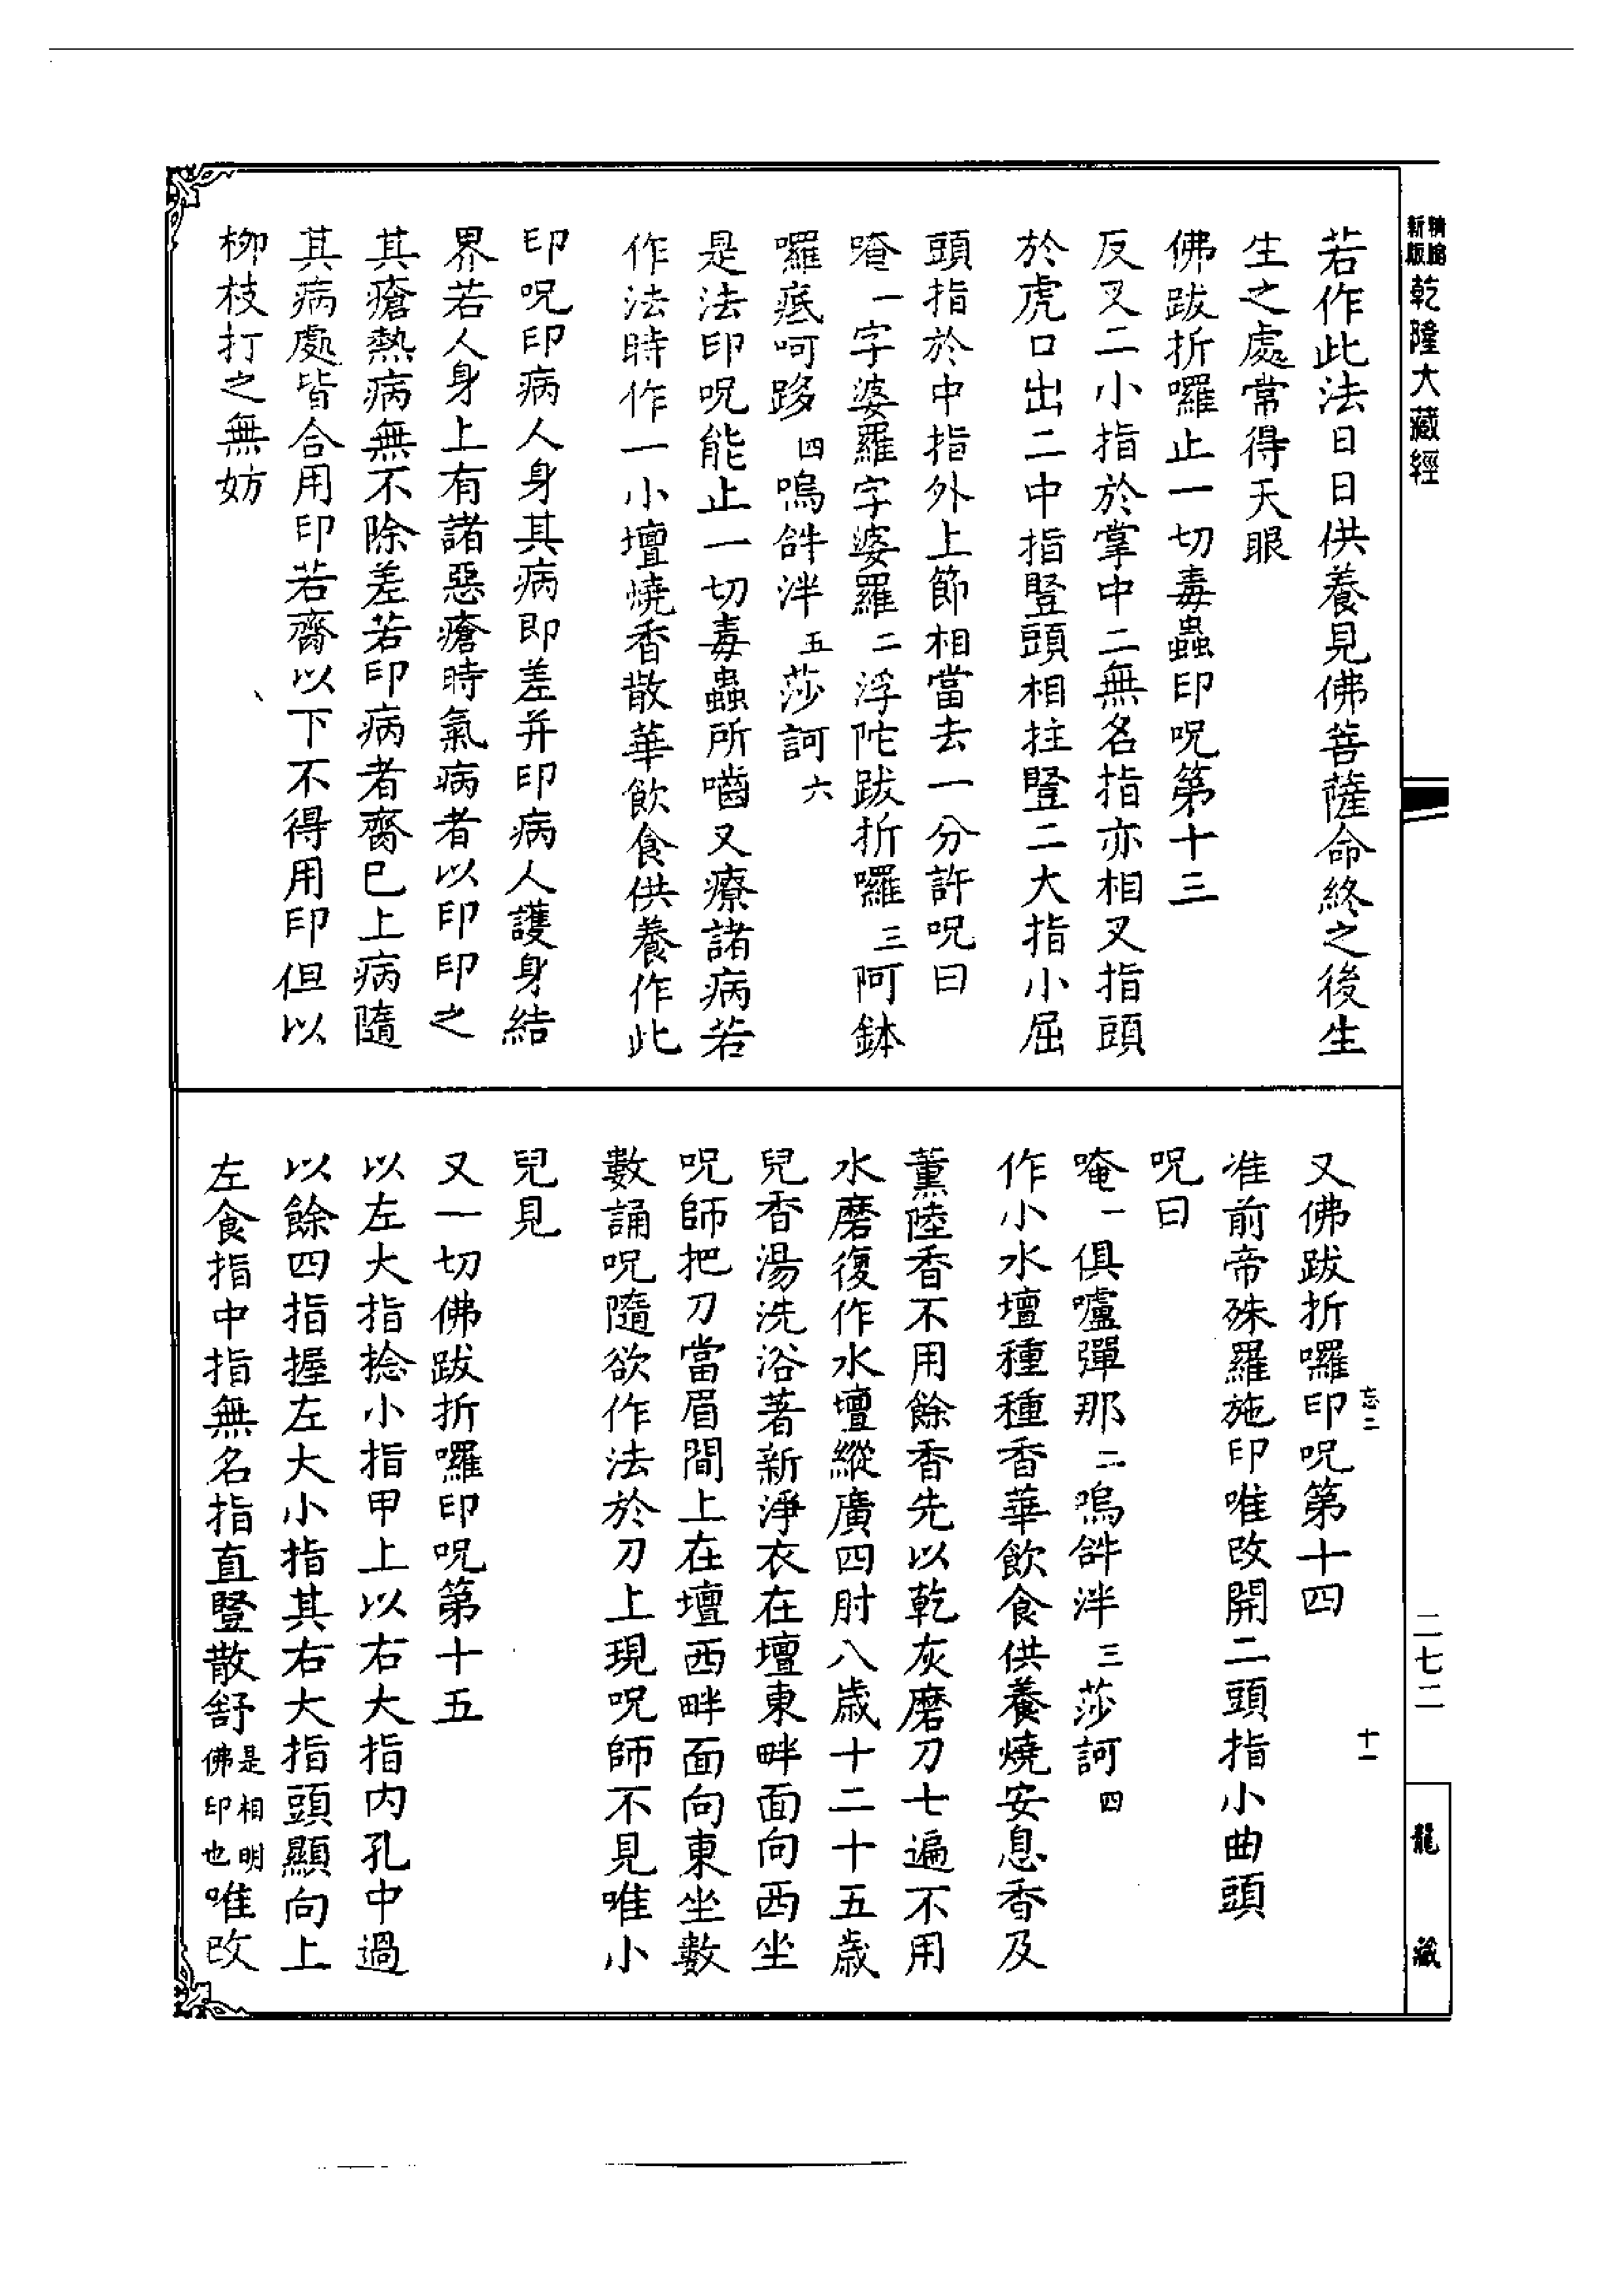 新版
精縮
乾隆大藏經
若作此法日日供養見佛菩薩命終之後生
生之處常得天眼
佛跋折囉止一切毒蟲印呪第十三
反叉二小指於掌中二無名指亦相叉指頭
於虎口出二中指豎頭相拄豎二大指小屈
頭指於中指外上節相當去一分許呪曰
唵一字婆羅字婆羅二浮陀跋折囉三阿鉢
囉底呵跢四嗚𤙖泮五莎訶六
是法印呪能止一切毒蟲所嚙又療諸病若
作法時作一小壇燒香散華飲食供養作此
印呪印病人身其病即差并印病人護身結
界若人身上有諸惡瘡時氣病者以印印之
其瘡熱病無不除差若印病者齎已上病隨
其病處皆合用印若齎以下不得用印但以
柳枝打之無妨
又佛跋折囉印呪第十四
准前帝殊羅施印唯改開二頭指小曲頭
呪曰
唵一俱嚧彈那二嗚𤙖泮三莎訶四
作小水壇種種香華飲食供養燒安息香及
薰陸香不用餘香先以乾灰磨刀七遍不用
水磨復作水壇縱廣四肘八歲十二十五歲
兒香湯洗浴著新淨衣在壇東畔面向西坐
呪師把刀當眉間上在壇西畔面向東坐數
數誦呪隨欲作法於刀上現呪師不見唯小
兒見
又一切佛跋折囉印呪第十五
以左大指捻小指甲上以右大指內孔中過
以餘四指握左大小指其右大指頭顯向上
左食指中指無名指直豎散舒是相明佛印也唯改
忘二
十一
二七二
龍藏